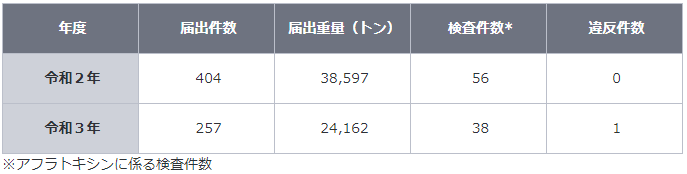 年度 届出件数 届出重量（トン） 検査件数* 違反件数
令和２年 404 38,597 56 0
令和３年 257 24,162 38 1
※アフラトキシンに係る検査件数